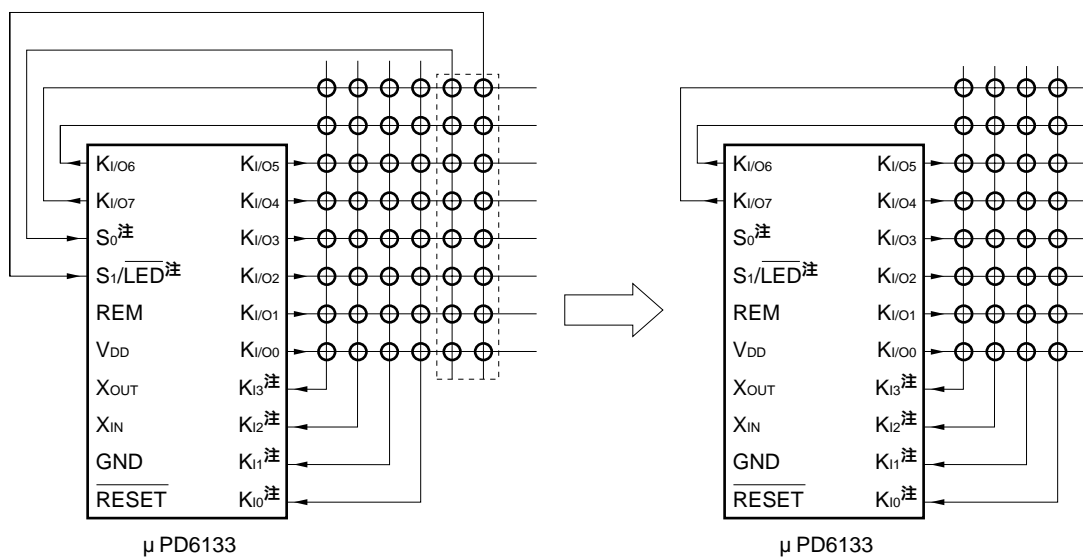 KI/O6 KI/O5
KI/O7 KI/O4
S0注 KI/O3
S1/LED注 KI/O2
REM KI/O1
VDD KI/O0
XOUT KI3注
XIN KI2注
GND KI1注
RESET KI0注
μ PD6133
KI/O6 KI/O5
KI/O7 KI/O4
S0注 KI/O3
S1/LED注 KI/O2
REM KI/O1
VDD KI/O0
XOUT KI3注
XIN KI2注
GND KI1注
RESET KI0注
μ PD6133